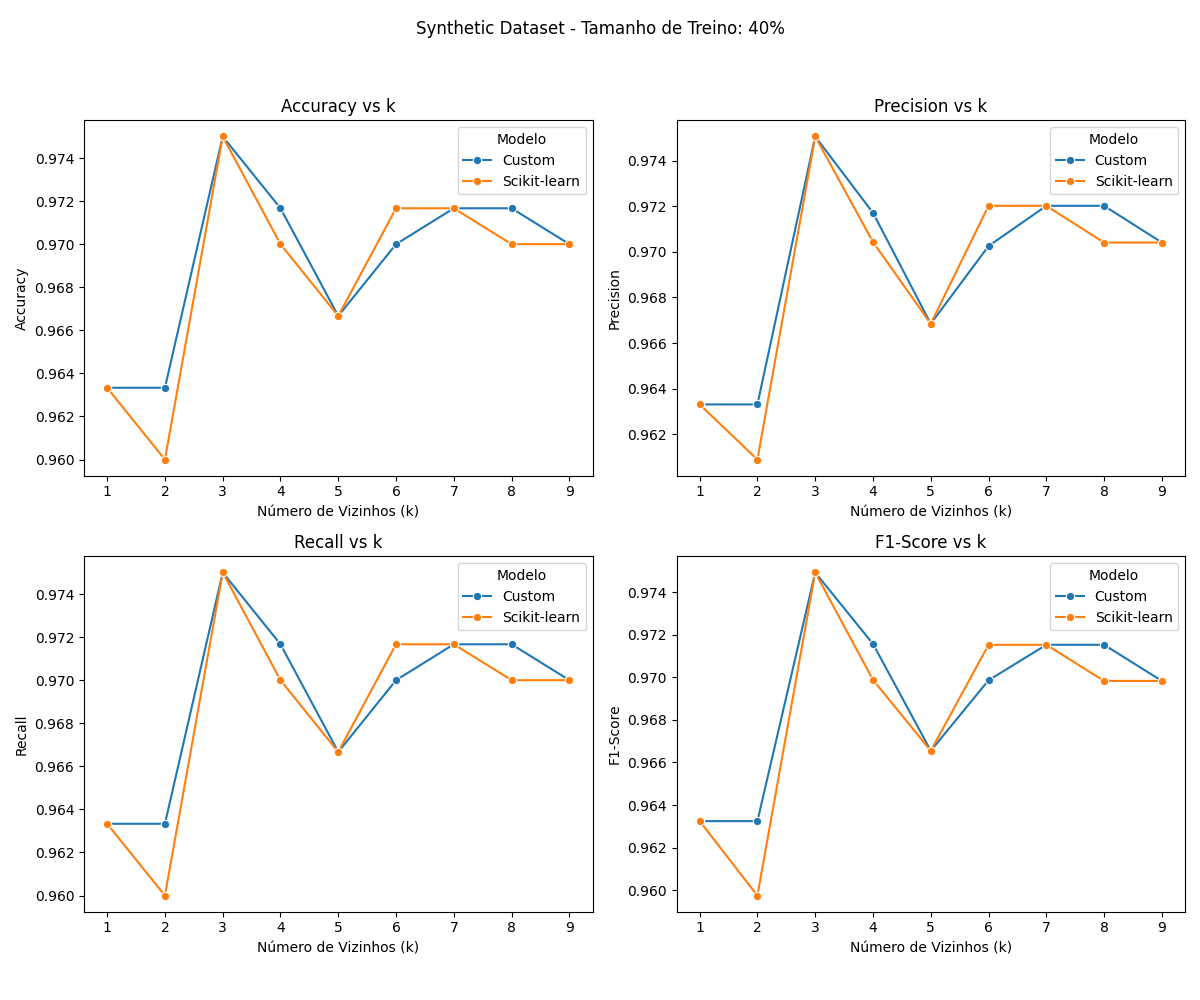 Synthetic Dataset - Tamanho de Treino: 40%
Accuracy vs k
Accuracy
0.974
0.972
0.970
0.968
0.966
0.964
0.962
0.960
Modelo
Custom
Scikit-learn
1 2 3 4 5 6 7 8 9
Número de Vizinhos (k)
Precision vs k
Precision
0.974
0.972
0.970
0.968
0.966
0.964
0.962
Modelo
Custom
Scikit-learn
1 2 3 4 5 6 7 8 9
Número de Vizinhos (k)
Recall vs k
Recall
0.974
0.972
0.970
0.968
0.966
0.964
0.962
0.960
Modelo
Custom
Scikit-learn
1 2 3 4 5 6 7 8 9
Número de Vizinhos (k)
F1-Score vs k
F1-Score
0.974
0.972
0.970
0.968
0.966
0.964
0.962
0.960
Modelo
Custom
Scikit-learn
1 2 3 4 5 6 7 8 9
Número de Vizinhos (k)